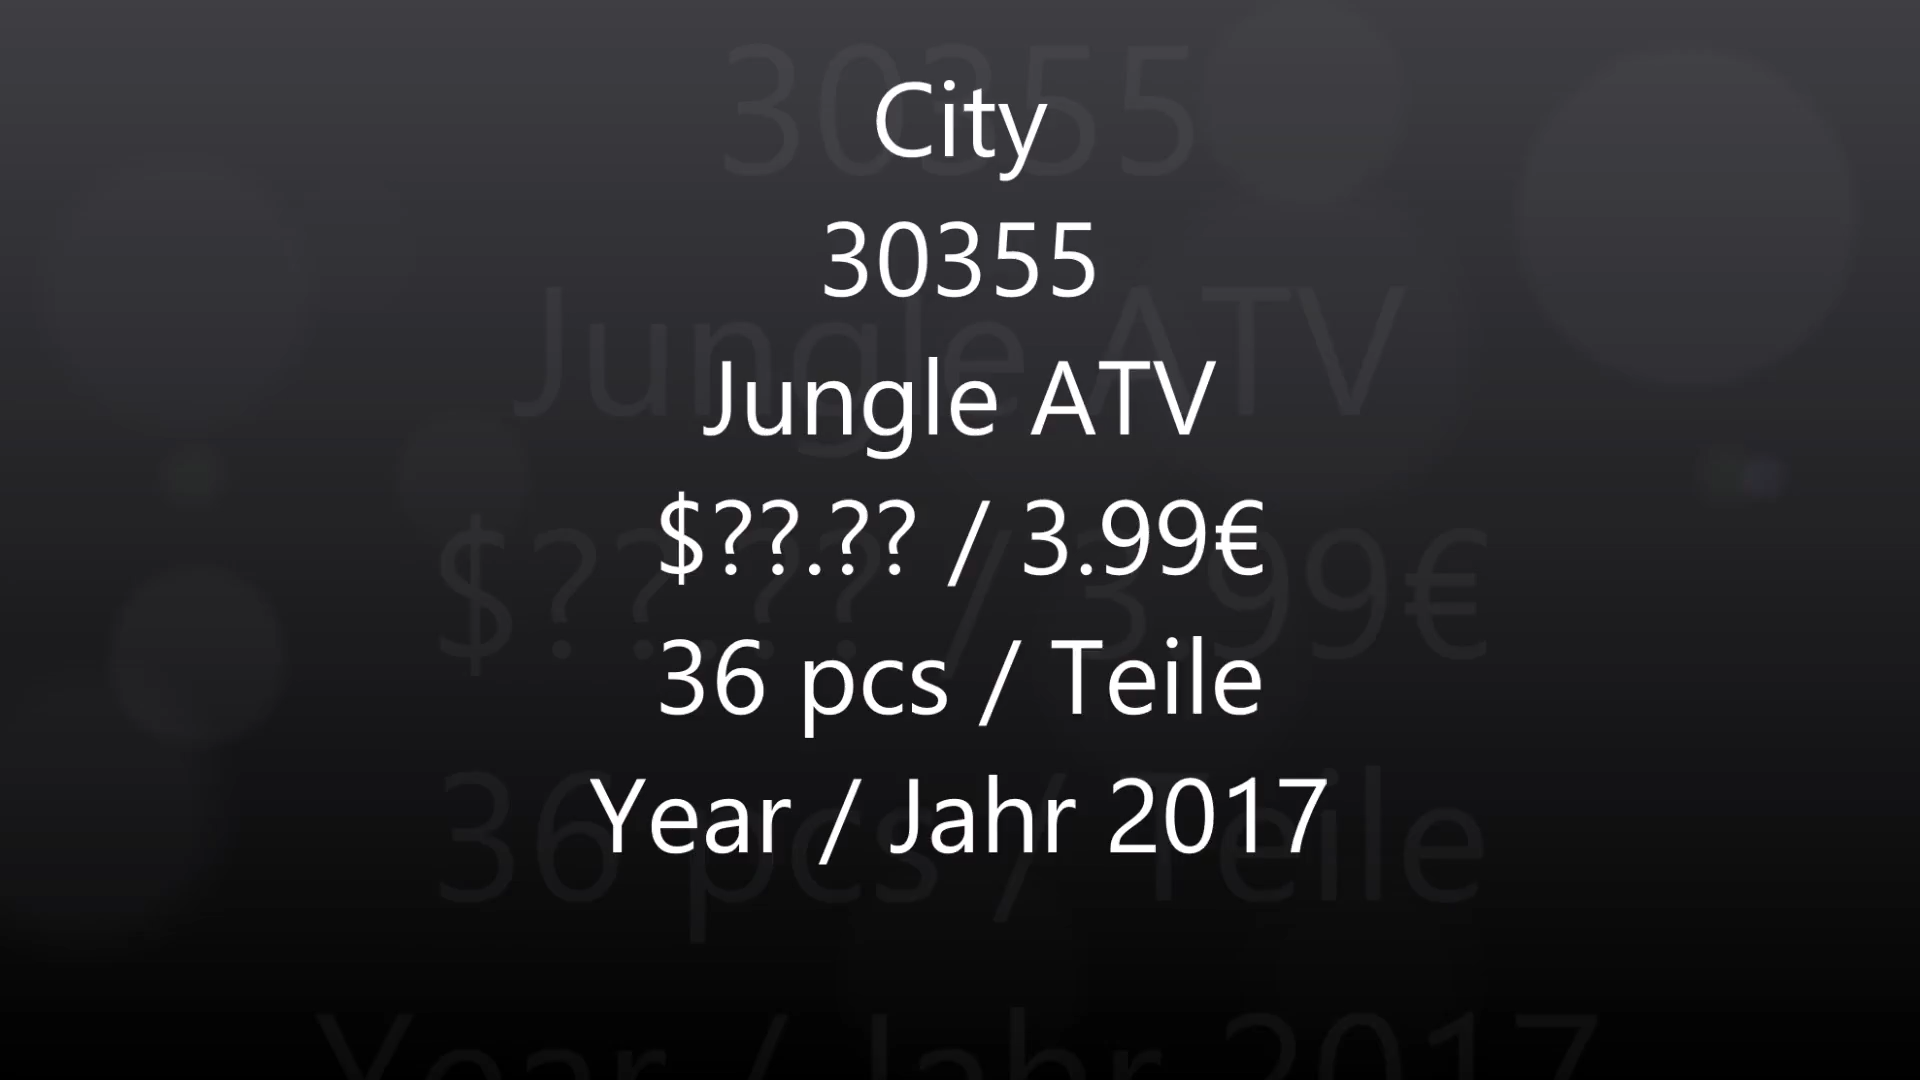 City
30355
Jungle ATV
$??.?? / 3.99€
36 pcs / Teile
Year / Jahr 2017